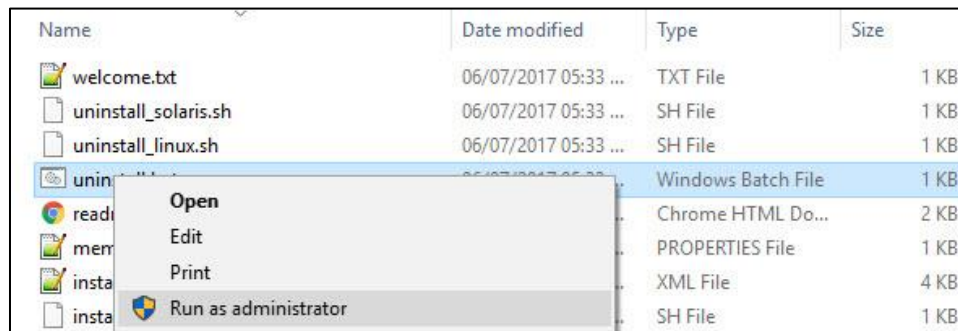 Name Date modified Type Size
welcome.txt 06/07/2017 05:33 ... TXT File 1 KB
uninstall_solaris.sh 06/07/2017 05:33 ... SH File 1 KB
uninstall_linux.sh 06/07/2017 05:33 ... SH File 1 KB
Windows Batch File 1 KB
Open
Chrome HTML Do... 2 KB
Edit
PROPERTIES File 1 KB
Print
XML File 4 KB
Run as administrator
SH File 1 KB